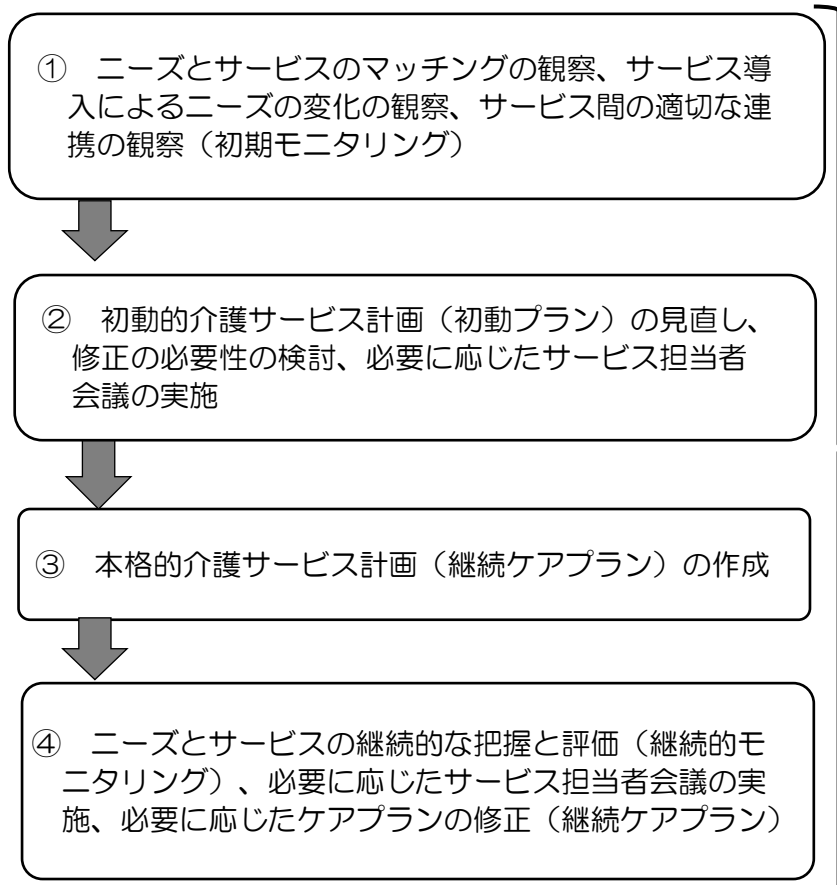 ① ニーズとサービスのマッチングの観察、サービス導
入によるニーズの変化の観察、サービス間の適切な連
携の観察（初期モニタリング）
② 初動的介護サービス計画（初動プラン）の見直し、
修正の必要性の検討、必要に応じたサービス担当者
会議の実施
③ 本格的介護サービス計画（継続ケアプラン）の作成
④ ニーズとサービスの継続的な把握と評価（継続的モ
ニタリング）、必要に応じたサービス担当者会議の実
施、必要に応じたケアプランの修正（継続ケアプラン）